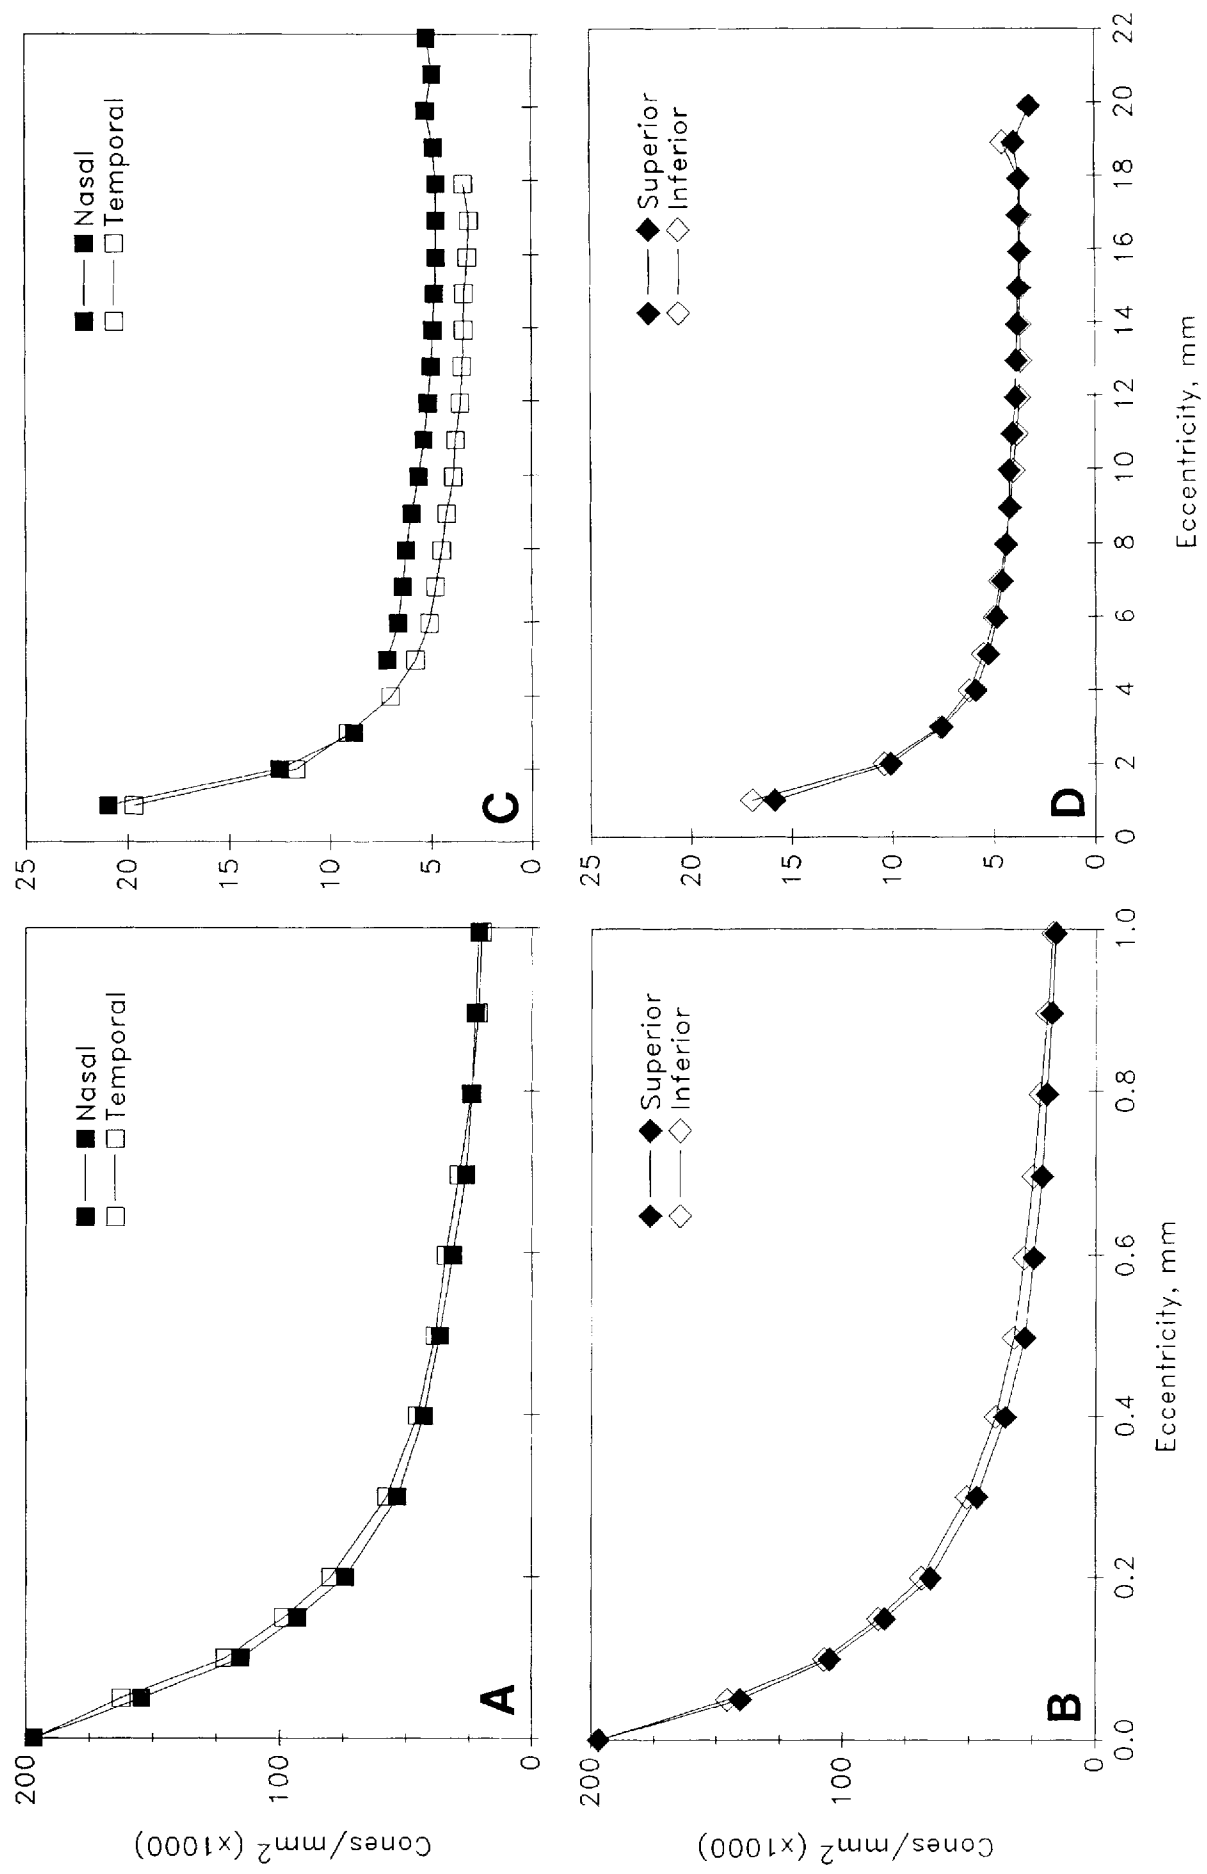 Cones/mm² (x1000)
200
100
0
A
Nasal
Temporal
25
20
15
10
5
0
C
Nasal
Temporal
Cones/mm² (x1000)
200
100
0
B
Superior
Inferior
0.0 0.2 0.4 0.6 0.8 1.0
Eccentricity, mm
25
20
15
10
5
0
D
Superior
Inferior
0 2 4 6 8 10 12 14 16 18 20 22
Eccentricity, mm